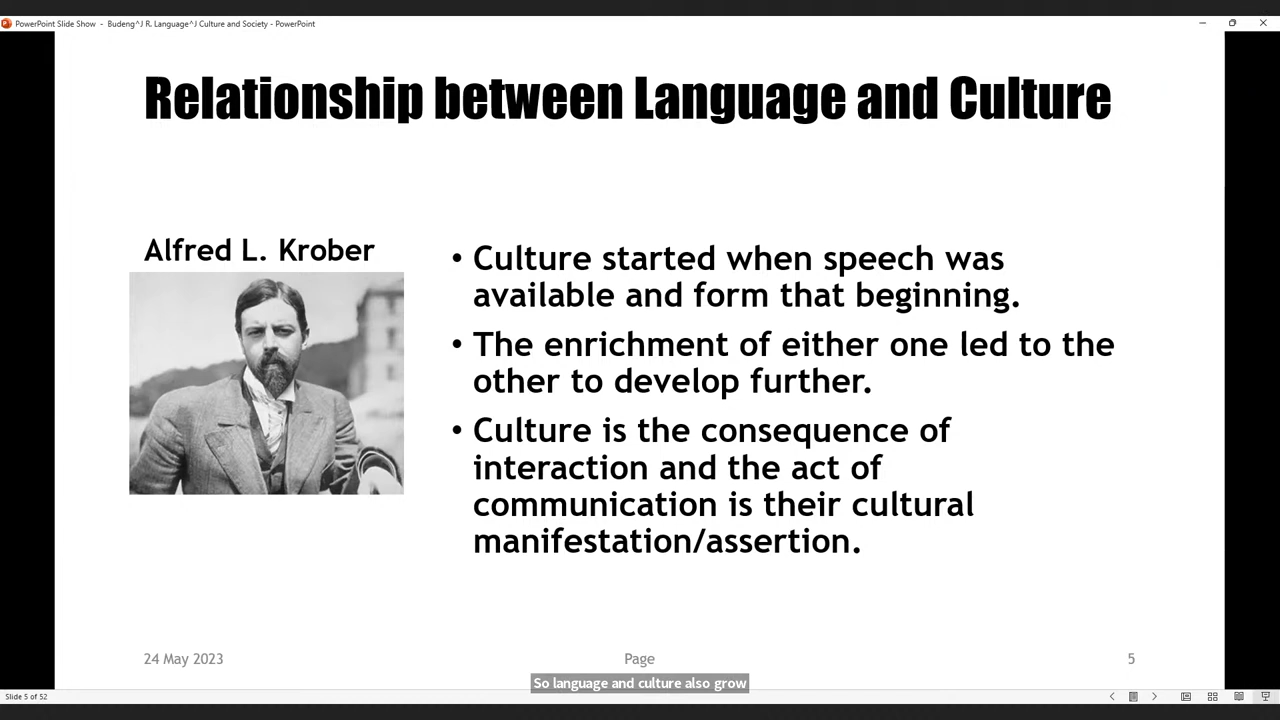 PowerPoint Slide Show - Budeng^J R. Language^J Culture and Society - PowerPoint
Relationship between Language and Culture
Alfred L. Krober
• Culture started when speech was
available and form that beginning.
• The enrichment of either one led to the
other to develop further.
• Culture is the consequence of
interaction and the act of
communication is their cultural
manifestation/assertion.
24 May 2023
Page
5
So language and culture also grow
Slide 5 of 52